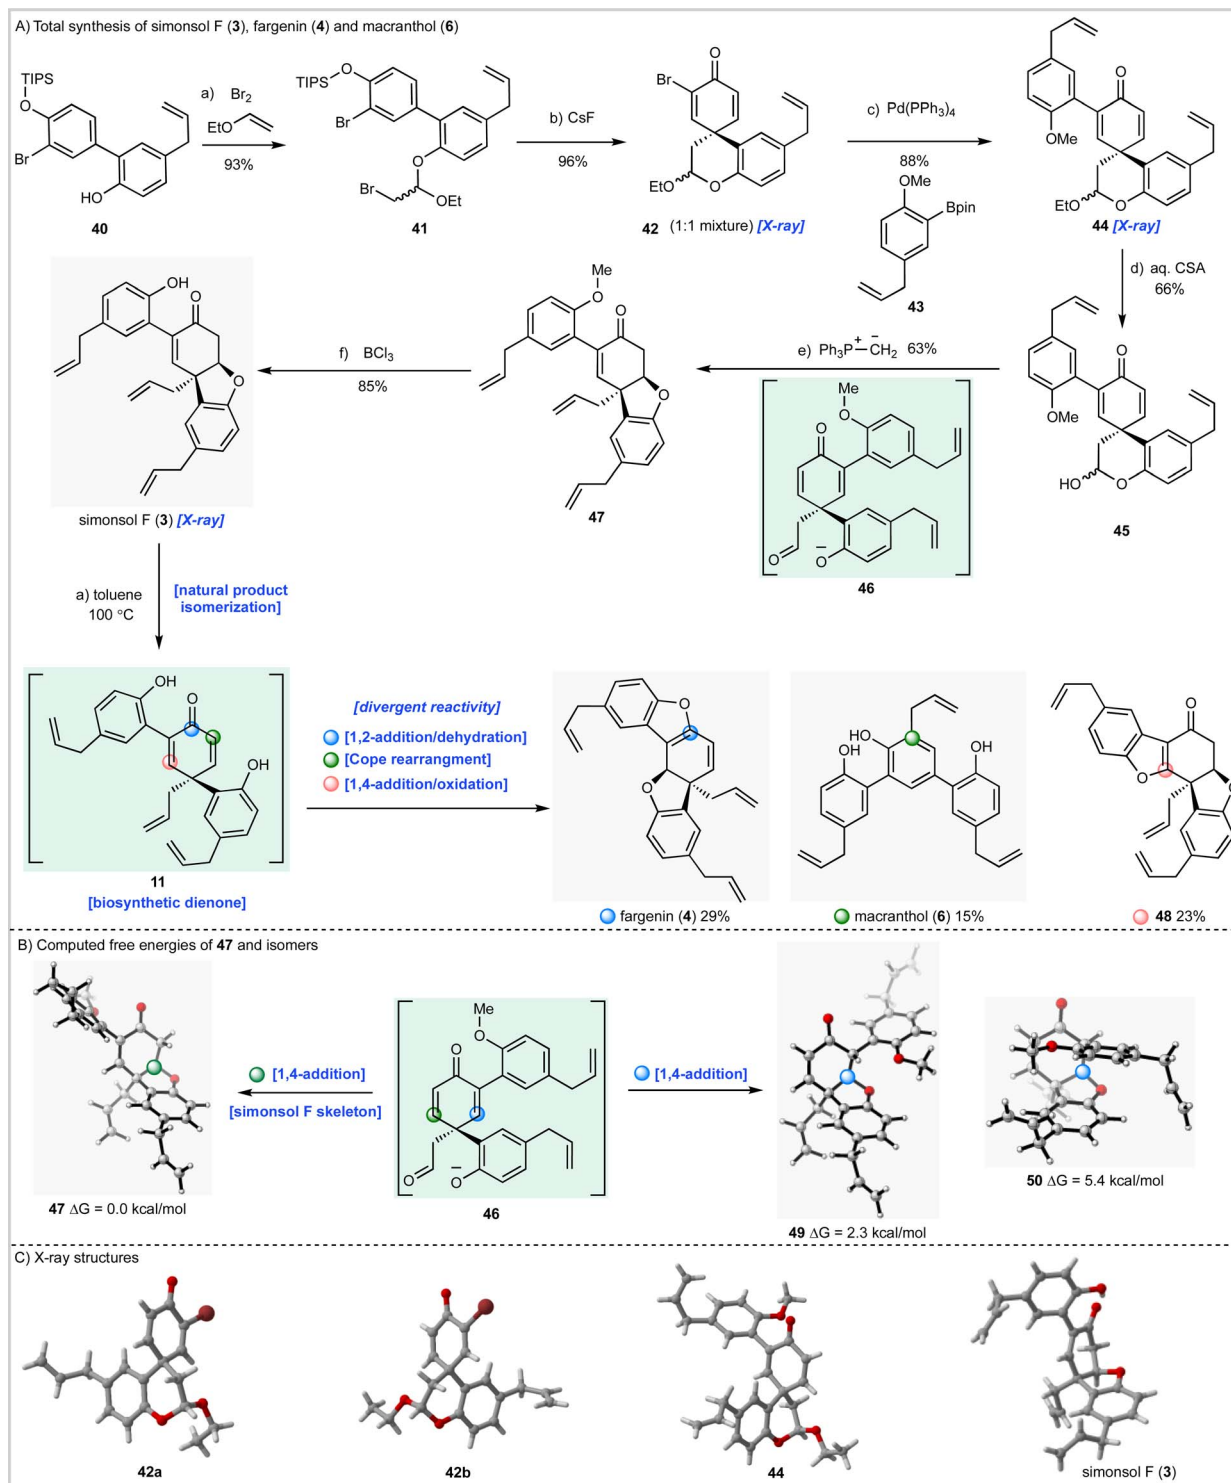 A) Total synthesis of simonsol F (3), fargenin (4) and macranthol (6)
TIPS
O
Br
HO
40
a) Br2
EtO
93%
TIPS
O
Br
O
Br
OEt
41
b) CsF
96%
Br
O
EtO
O
42 (1:1 mixture) [X-ray]
c) Pd(PPh3)4
88%
OMe
Bpin
43
O
OMe
EtO
O
44 [X-ray]
d) aq. CSA
66%
O
OMe
HO
O
45
e) Ph3P+—CH2− 63%
Me
O
O
O
O−
46
Me
O
O
O
47
f) BCl3
85%
OH
O
O
simonsol F (3) [X-ray]
a) toluene
100 °C
[natural product
isomerization]
OH
O
OH
11
[biosynthetic dienone]
[divergent reactivity]
[1,2-addition/dehydration]
[Cope rearrangment]
[1,4-addition/oxidation]
O
O
fargenin (4) 29%
OH
HO
OH
macranthol (6) 15%
O
O
O
48 23%
B) Computed free energies of 47 and isomers
47 ΔG = 0.0 kcal/mol
[1,4-addition]
[simonsol F skeleton]
Me
O
O
O
O−
46
[1,4-addition]
49 ΔG = 2.3 kcal/mol
50 ΔG = 5.4 kcal/mol
C) X-ray structures
42a
42b
44
simonsol F (3)